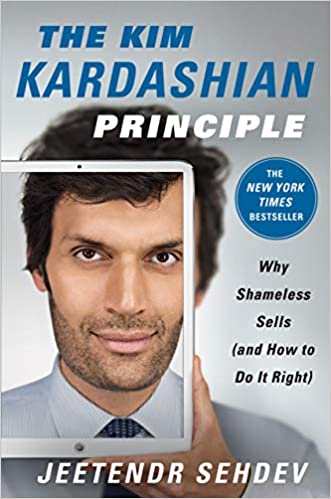 THE KIM
KARDASHIAN
PRINCIPLE
THE
NEW YORK
TIMES
BESTSELLER
Why
Shameless
Sells
(and How to
Do It Right)
JEETENDR SEHDEV